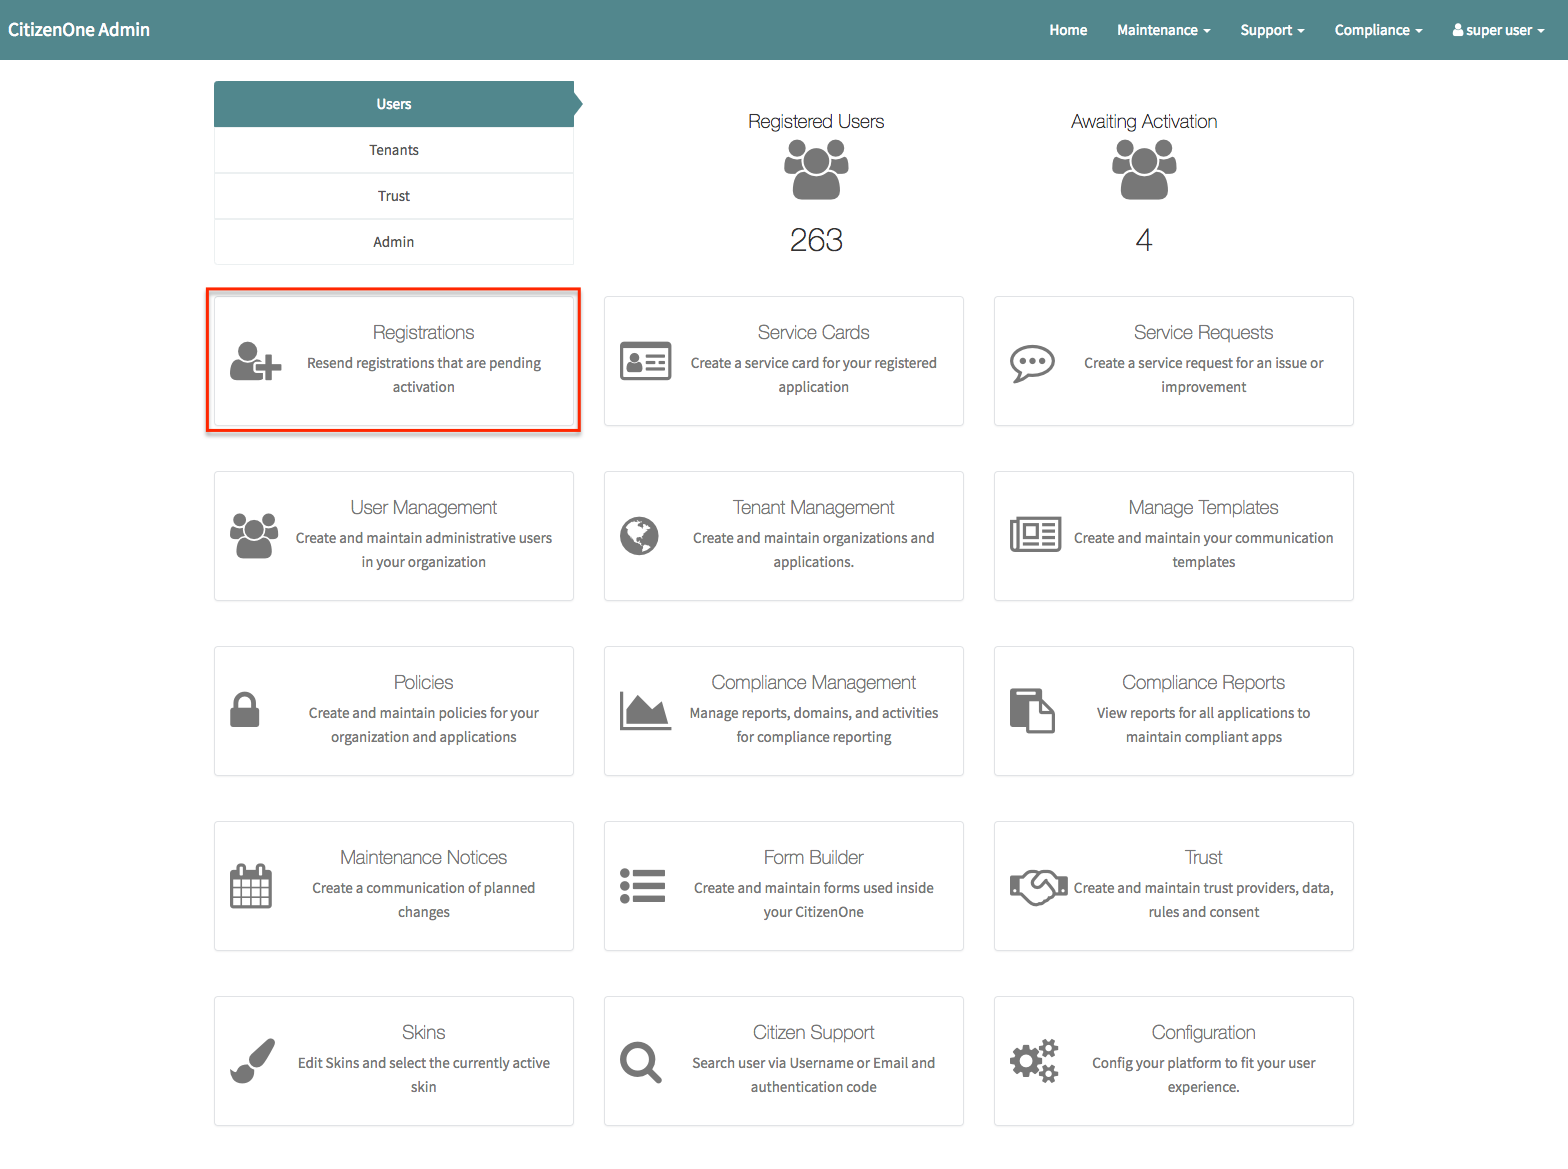 CitizenOne Admin
Home
Maintenance
Support
Compliance
super user
Users
Tenants
Trust
Admin
Registered Users
263
Awaiting Activation
4
Registrations
Resend registrations that are pending
activation
Service Cards
Create a service card for your registered
application
Service Requests
Create a service request for an issue or
improvement
User Management
Create and maintain administrative users
in your organization
Tenant Management
Create and maintain organizations and
applications.
Manage Templates
Create and maintain your communication
templates
Policies
Create and maintain policies for your
organization and applications
Compliance Management
Manage reports, domains, and activities
for compliance reporting
Compliance Reports
View reports for all applications to
maintain compliant apps
Maintenance Notices
Create a communication of planned
changes
Form Builder
Create and maintain forms used inside
your CitizenOne
Trust
Create and maintain trust providers, data,
rules and consent
Skins
Edit Skins and select the currently active
skin
Citizen Support
Search user via Username or Email and
authentication code
Configuration
Config your platform to fit your user
experience.